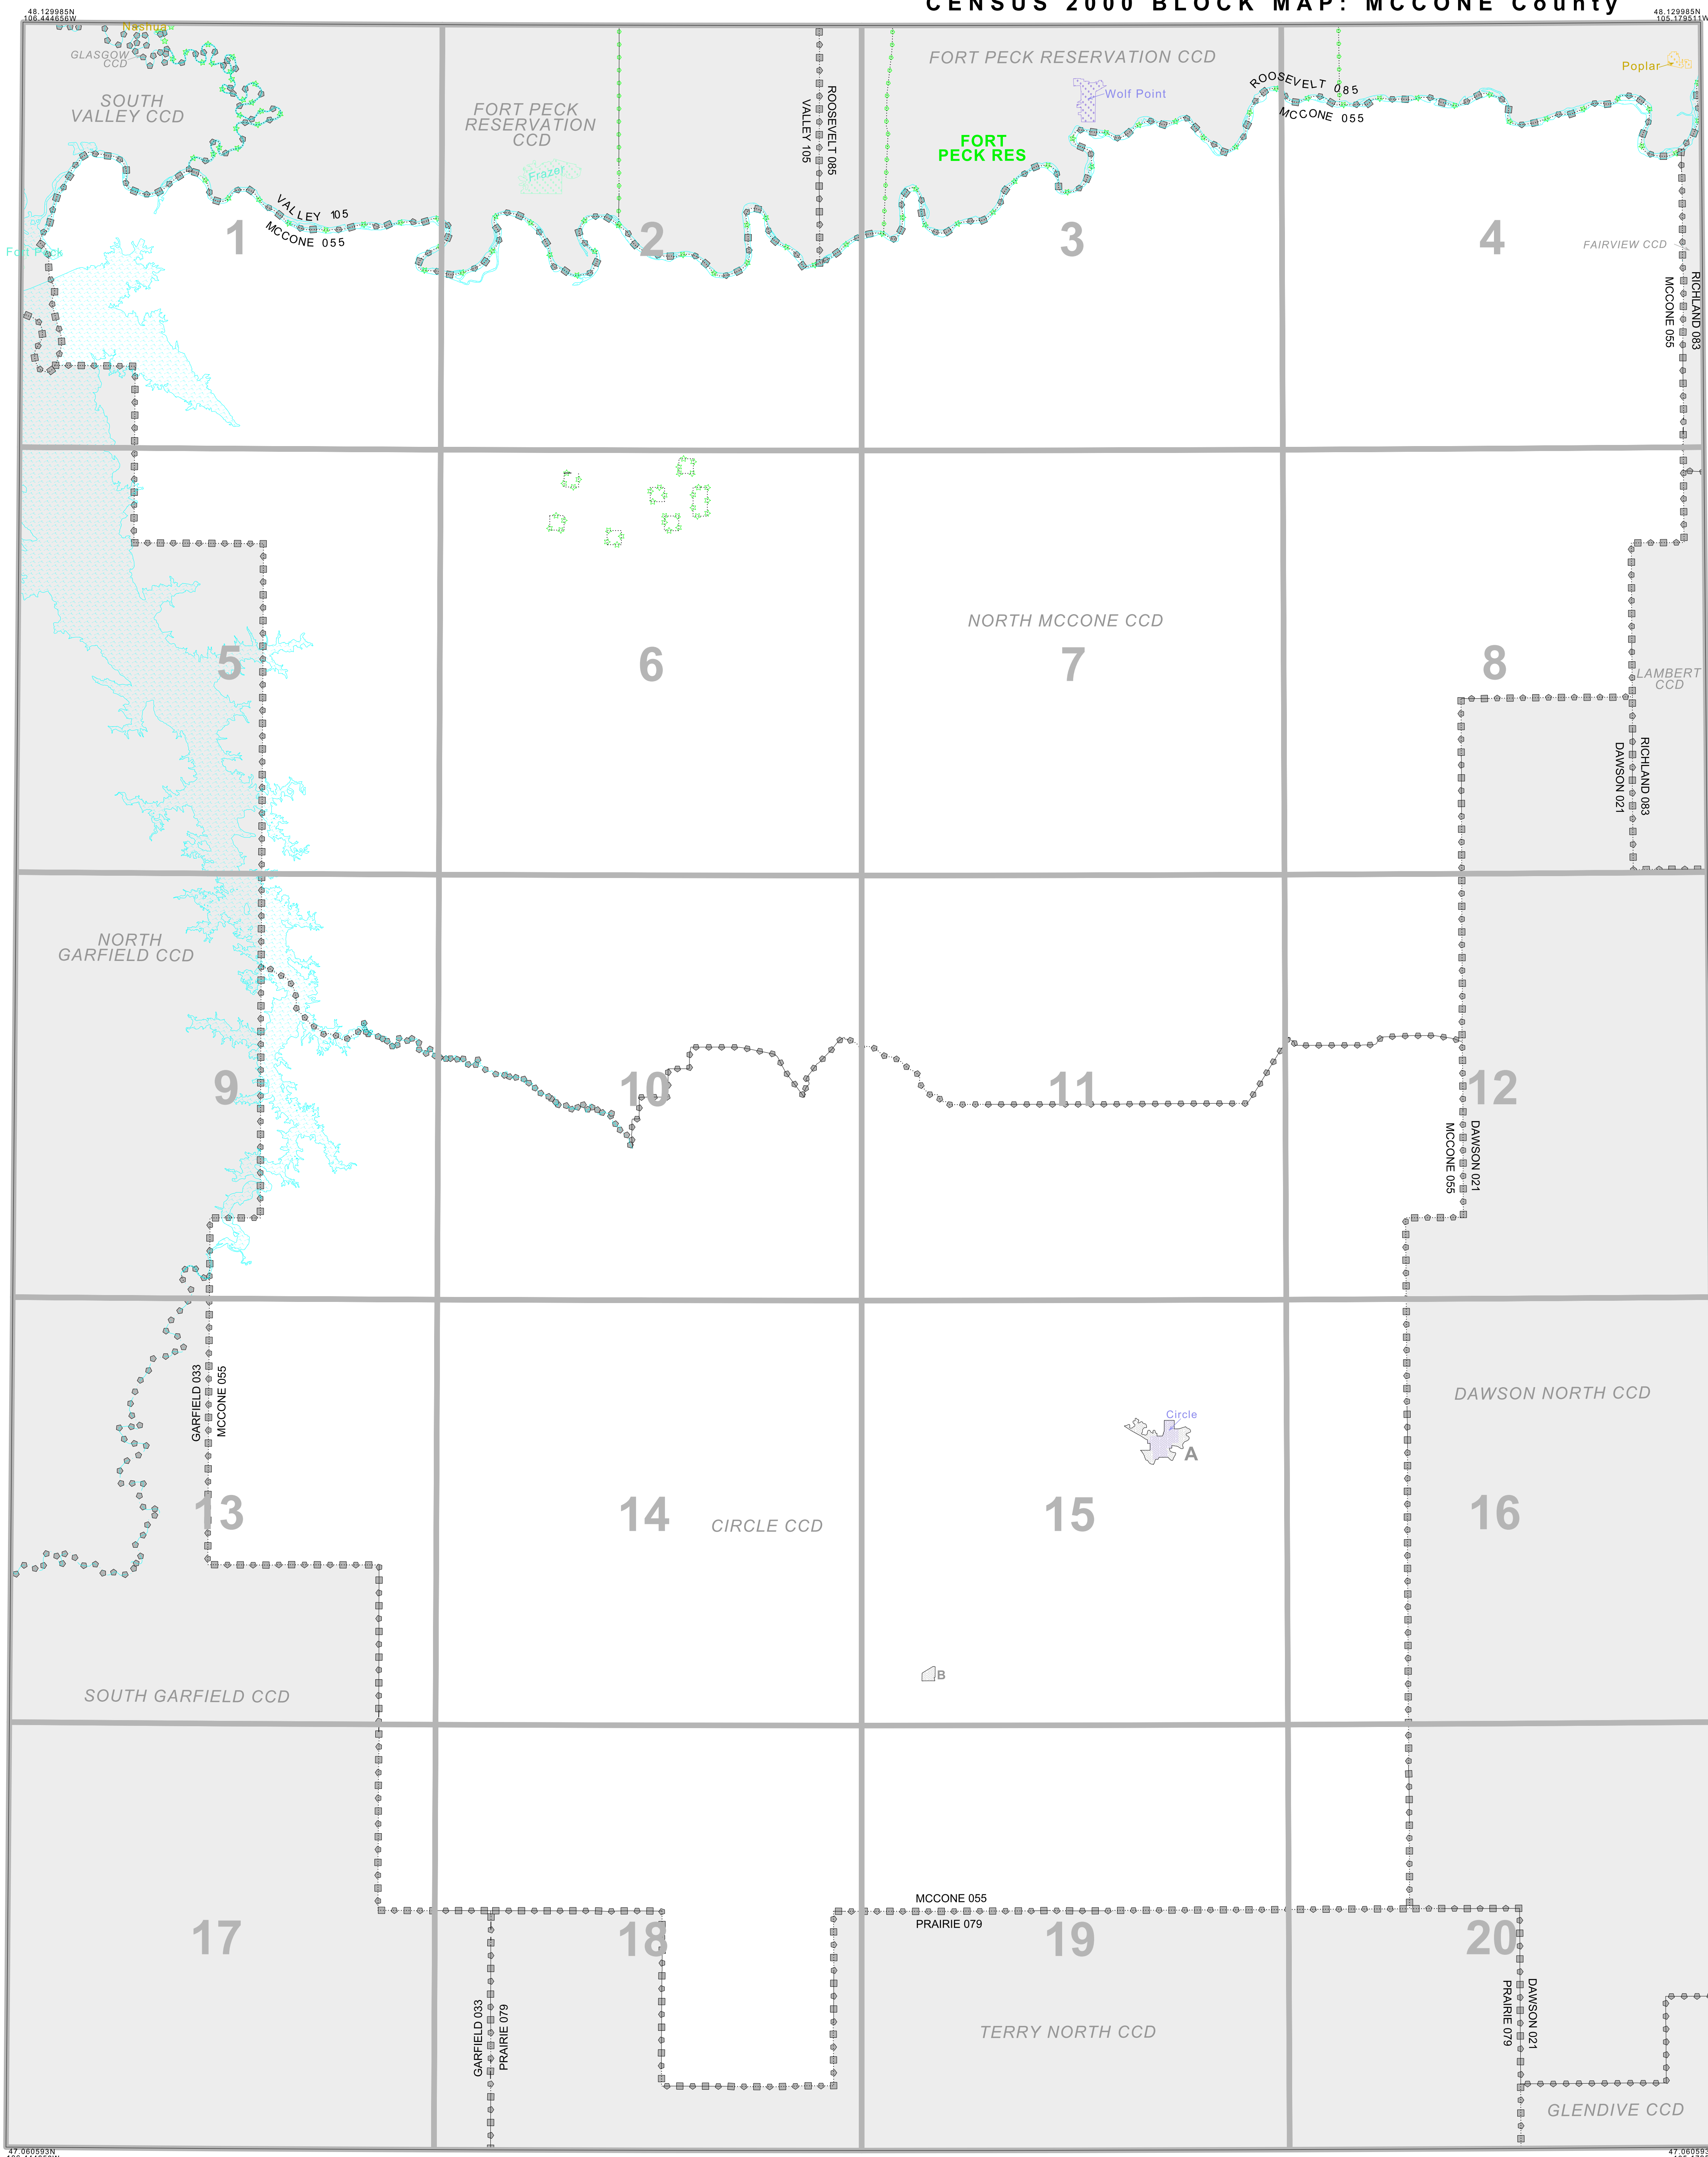 CENSUS 2000 BLOCK MAP: MCCONE County
48.129985N
106.444656W
48.129985N
105.179511W
Nashua
GLASGOW
CCD
SOUTH
VALLEY CCD
FORT PECK
RESERVATION
CCD
Frazer
VALLEY 105
ROOSEVELT 085
FORT PECK RESERVATION CCD
Wolf Point
FORT
PECK RES
ROOSEVELT 085
MCCONE 055
Poplar
VALLEY 105
MCCONE 055
Fort Peck
1
2
3
4
FAIRVIEW CCD
MCCONE 055
RICHLAND 083
NORTH MCCONE CCD
5
6
7
8
LAMBERT
CCD
DAWSON 021
RICHLAND 083
NORTH
GARFIELD CCD
9
10
11
12
MCCONE 055
DAWSON 021
GARFIELD 033
MCCONE 055
DAWSON NORTH CCD
Circle
A
13
14
CIRCLE CCD
15
16
B
SOUTH GARFIELD CCD
MCCONE 055
PRAIRIE 079
17
18
19
20
GARFIELD 033
PRAIRIE 079
TERRY NORTH CCD
PRAIRIE 079
DAWSON 021
GLENDIVE CCD
47.060593N
47.060593